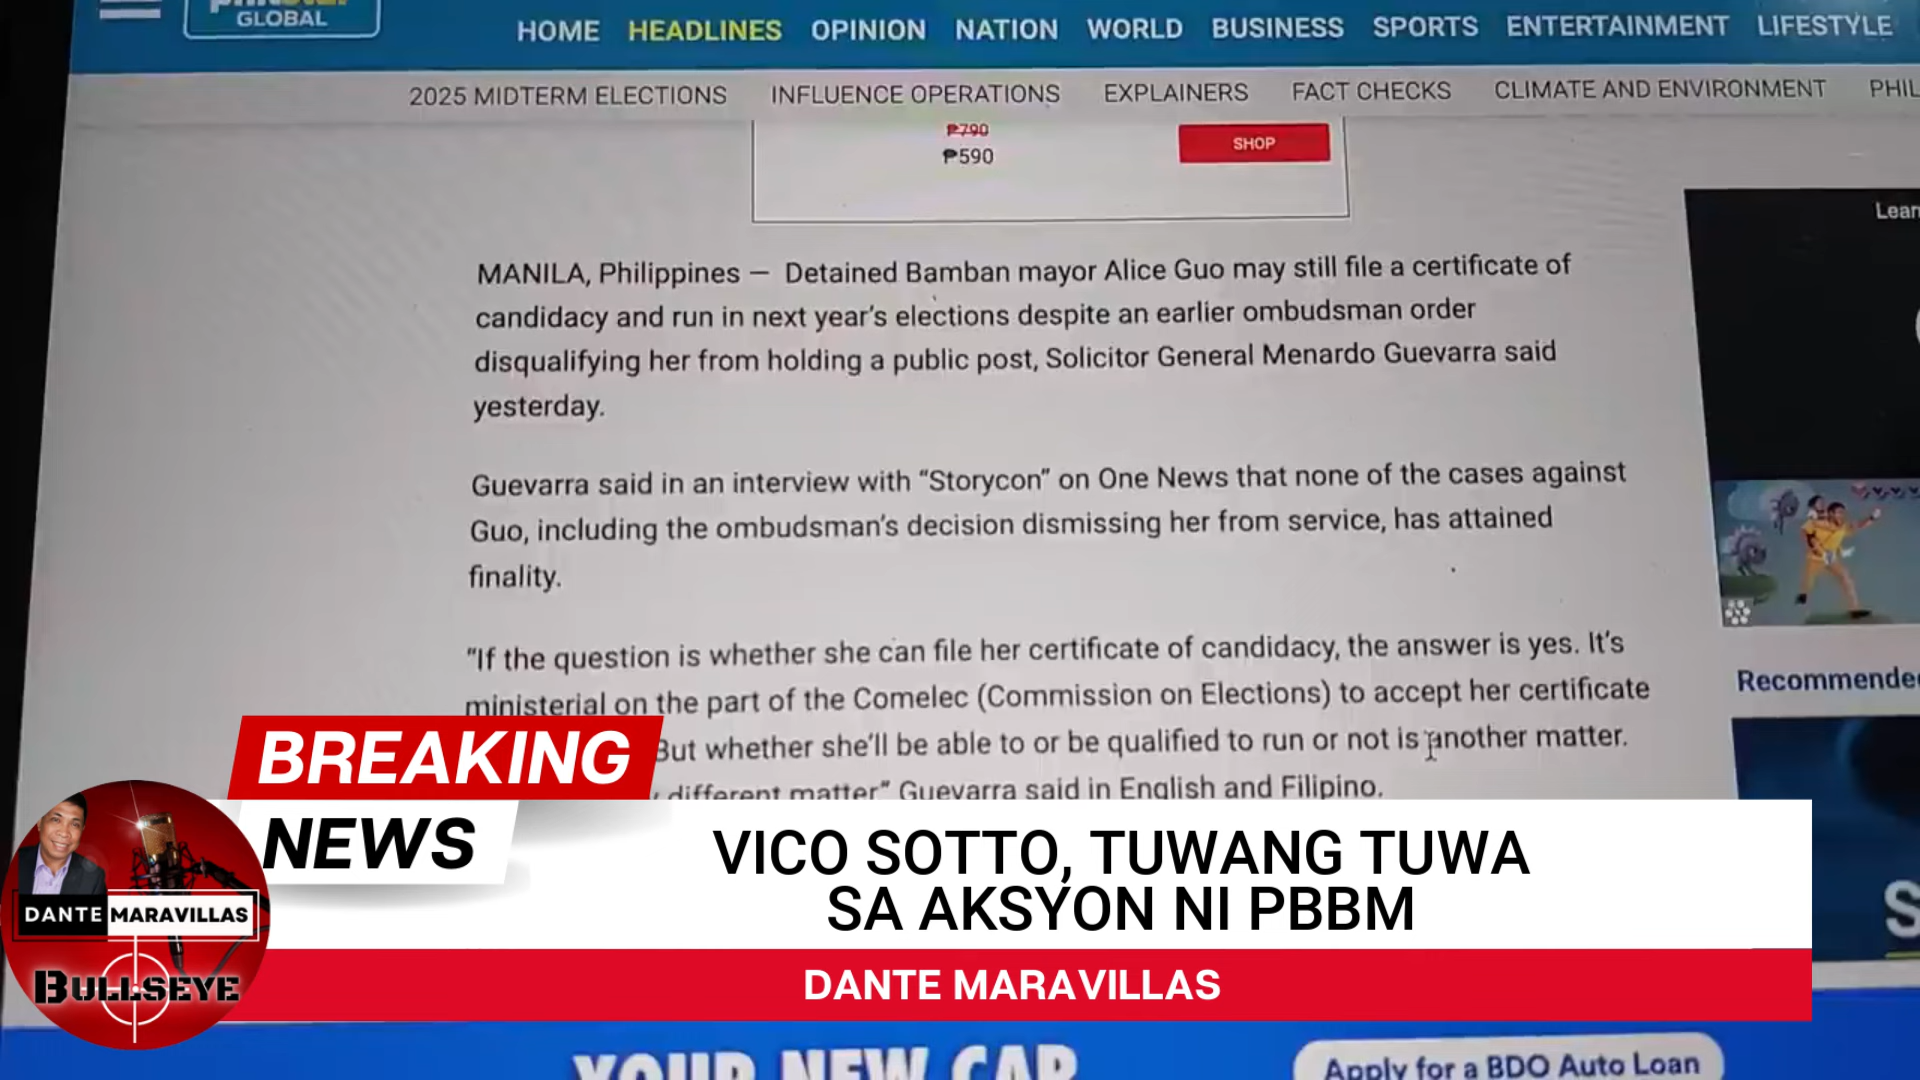 GLOBAL
HOME HEADLINES OPINION NATION WORLD BUSINESS SPORTS ENTERTAINMENT LIFESTYLE
2025 MIDTERM ELECTIONS INFLUENCE OPERATIONS EXPLAINERS FACT CHECKS CLIMATE AND ENVIRONMENT PHIL
₱790
₱590
SHOP
MANILA, Philippines — Detained Bamban mayor Alice Guo may still file a certificate of
candidacy and run in next year's elections despite an earlier ombudsman order
disqualifying her from holding a public post, Solicitor General Menardo Guevarra said
yesterday.
Guevarra said in an interview with “Storycon” on One News that none of the cases against
Guo, including the ombudsman's decision dismissing her from service, has attained
finality.
“If the question is whether she can file her certificate of candidacy, the answer is yes. It's
ministerial on the part of the Comelec (Commission on Elections) to accept her certificate
But whether she'll be able to or be qualified to run or not is another matter.
different matter” Guevarra said in English and Filipino.
Recommended
BREAKING
NEWS
VICO SOTTO, TUWANG TUWA
SA AKSYON NI PBBM
DANTE MARAVILLAS
DANTE MARAVILLAS
BULLSEYE
YOUR NEW CAR
Apply for a BDO Auto Loan